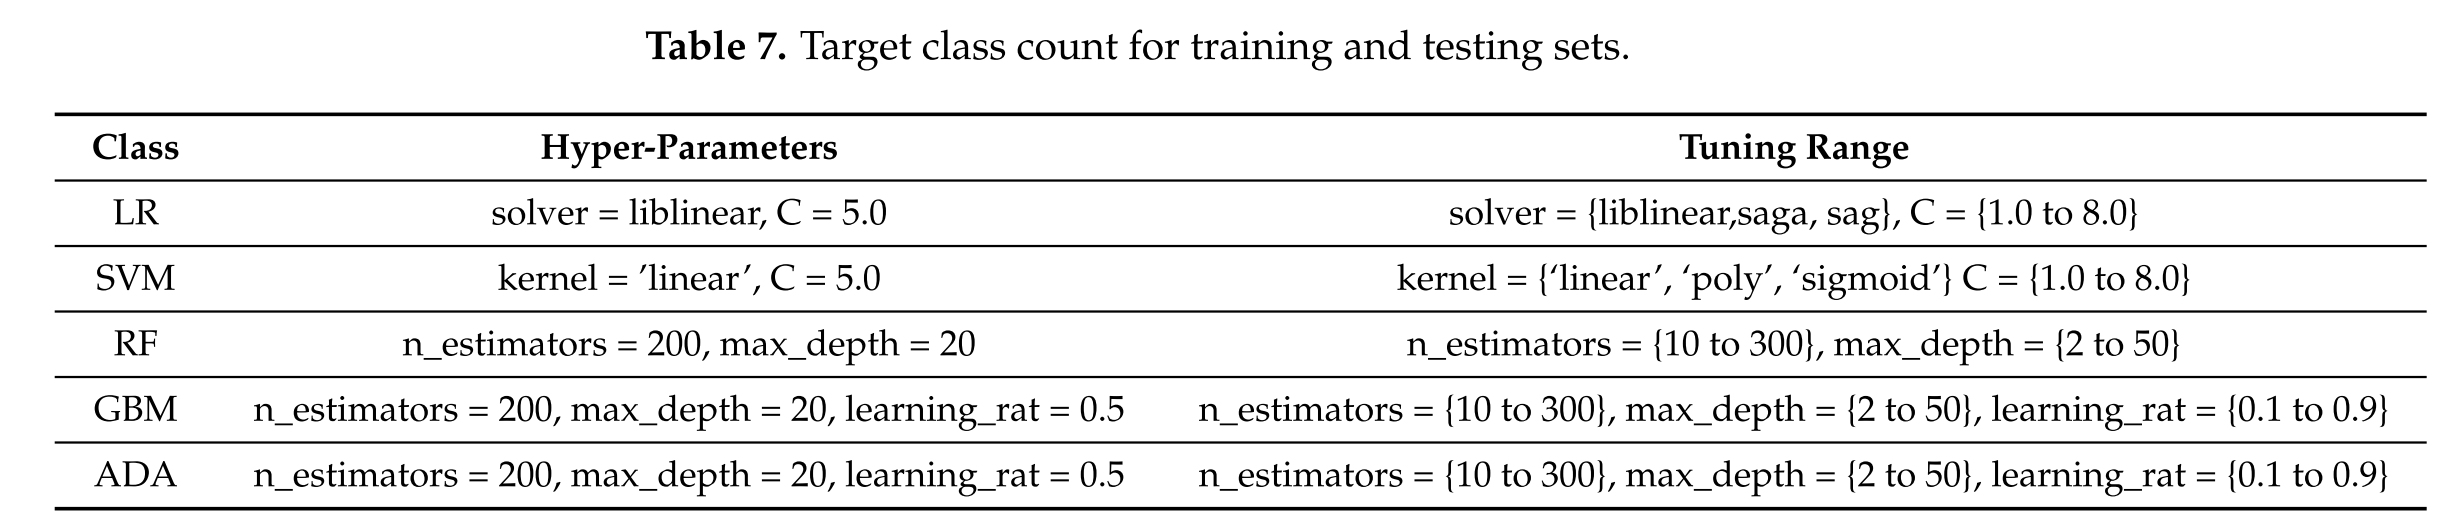 Table 7. Target class count for training and testing sets.
Class Hyper-Parameters Tuning Range
LR solver = liblinear, C = 5.0 solver = {liblinear,saga, sag}, C = {1.0 to 8.0}
SVM kernel = ’linear’, C = 5.0 kernel = {‘linear’, ‘poly’, ‘sigmoid’} C = {1.0 to 8.0}
RF n_estimators = 200, max_depth = 20 n_estimators = {10 to 300}, max_depth = {2 to 50}
GBM n_estimators = 200, max_depth = 20, learning_rat = 0.5 n_estimators = {10 to 300}, max_depth = {2 to 50}, learning_rat = {0.1 to 0.9}
ADA n_estimators = 200, max_depth = 20, learning_rat = 0.5 n_estimators = {10 to 300}, max_depth = {2 to 50}, learning_rat = {0.1 to 0.9}